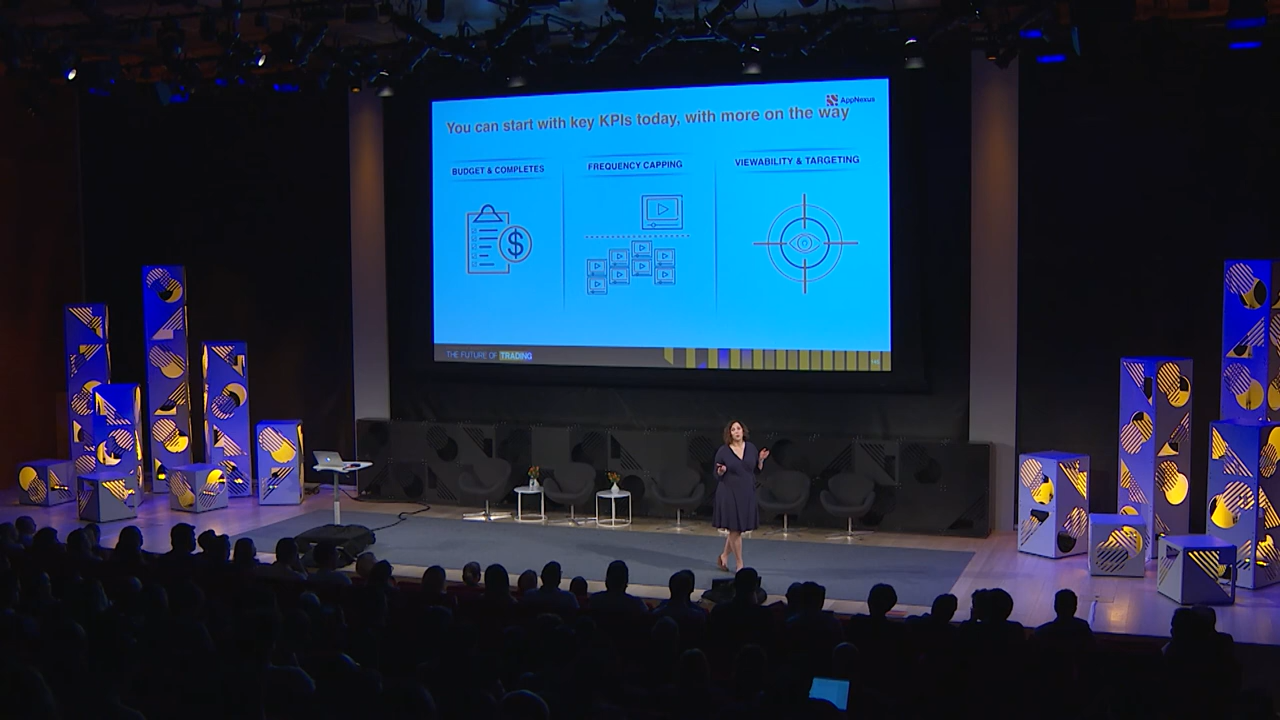 AppNexus
You can start with key KPIs today, with more on the way
BUDGET & COMPLETES
FREQUENCY CAPPING
VIEWABILITY & TARGETING
$
THE FUTURE OF TRADING